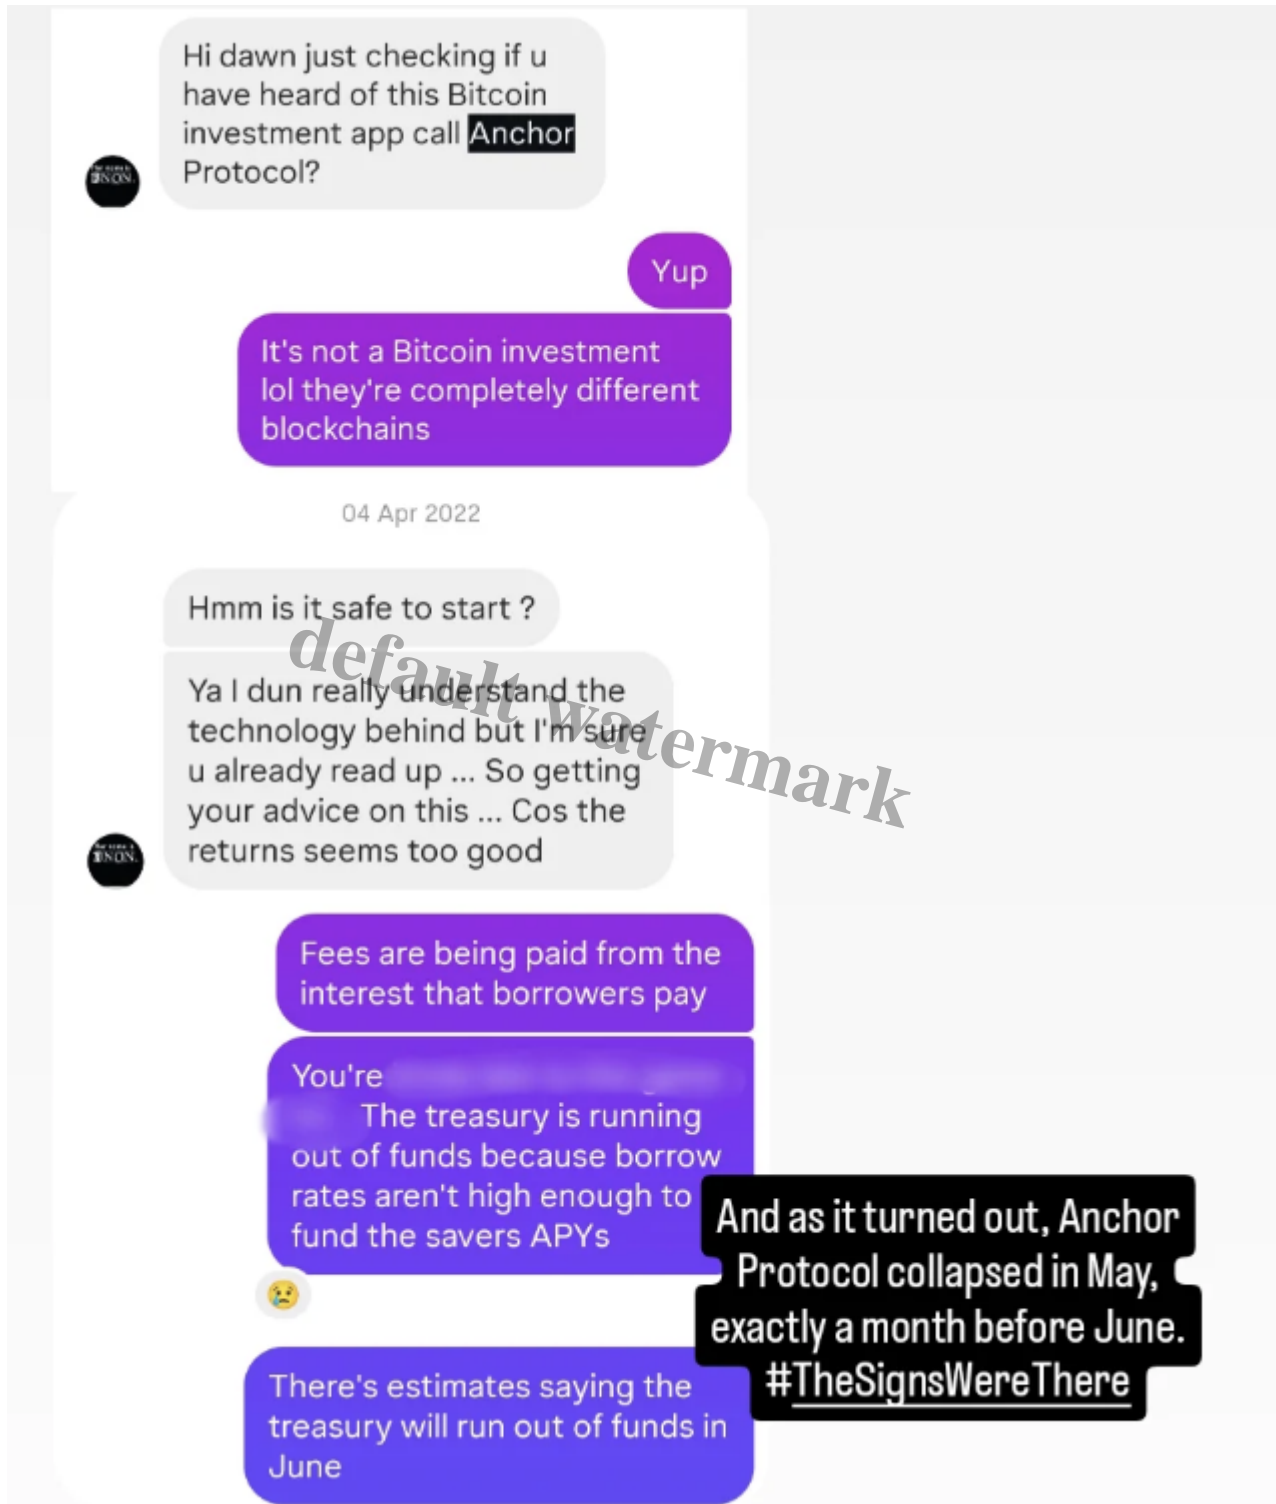 Hi dawn just checking if u
have heard of this Bitcoin
investment app call Anchor
Protocol?
Yup
It's not a Bitcoin investment
lol they're completely different
blockchains
04 Apr 2022
Hmm is it safe to start ?
default watermark
Ya I dun really understand the
technology behind but I'm sure
u already read up ... So getting
your advice on this ... Cos the
returns seems too good
Fees are being paid from the
interest that borrowers pay
You're
The treasury is running
out of funds because borrow
rates aren't high enough to
fund the savers APYs
And as it turned out, Anchor
Protocol collapsed in May,
exactly a month before June.
#TheSignsWereThere
There's estimates saying the
treasury will run out of funds in
June